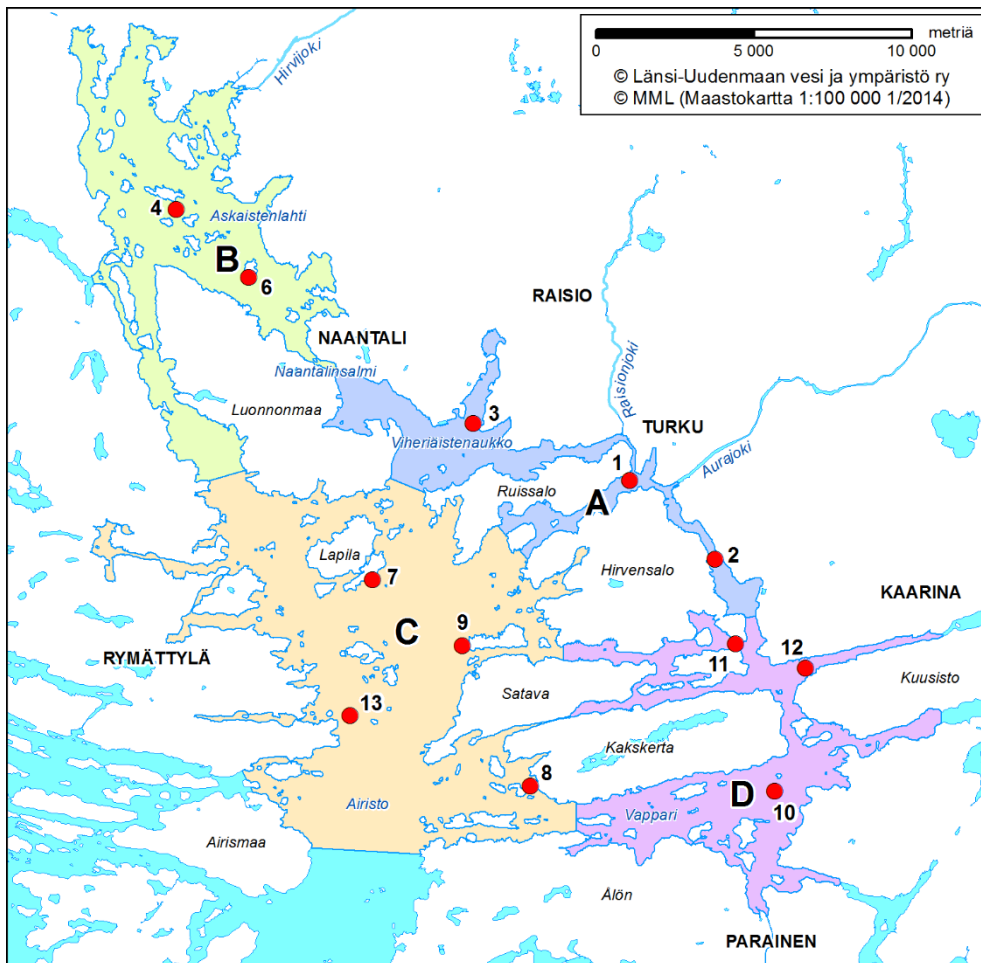 metriä
0 5 000 10 000
© Länsi-Uudenmaan vesi ja ympäristö ry
© MML (Maastokartta 1:100 000 1/2014)
Hirvijoki
4
Askaistenlahti
B
6
RAISIO
NAANTALI
Naantalinsalmi
Luonnonmaa
3
Viheriäistenaukko
Raisionjoki
TURKU
Aurajoki
1
Ruissalo
A
2
Lapila
7
Hirvensalo
KAARINA
C
9
11
12
RYMÄTTYLÄ
Satava
Kuusisto
13
Kakskerta
8
D
10
Airisto
Vappari
Airismaa
Ålön
PARAINEN